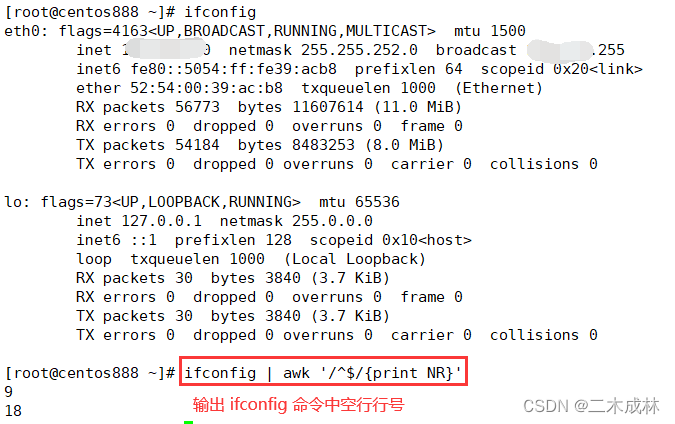 [root@centos888 ~]# ifconfig
eth0: flags=4163<UP,BROADCAST,RUNNING,MULTICAST>  mtu 1500
        inet 1 0  netmask 255.255.252.0  broadcast .255
        inet6 fe80::5054:ff:fe39:acb8  prefixlen 64  scopeid 0x20<link>
        ether 52:54:00:39:ac:b8  txqueuelen 1000  (Ethernet)
        RX packets 56773  bytes 11607614 (11.0 MiB)
        RX errors 0  dropped 0  overruns 0  frame 0
        TX packets 54184  bytes 8483253 (8.0 MiB)
        TX errors 0  dropped 0 overruns 0  carrier 0  collisions 0

lo: flags=73<UP,LOOPBACK,RUNNING>  mtu 65536
        inet 127.0.0.1  netmask 255.0.0.0
        inet6 ::1  prefixlen 128  scopeid 0x10<host>
        loop  txqueuelen 1000  (Local Loopback)
        RX packets 30  bytes 3840 (3.7 KiB)
        RX errors 0  dropped 0  overruns 0  frame 0
        TX packets 30  bytes 3840 (3.7 KiB)
        TX errors 0  dropped 0 overruns 0  carrier 0  collisions 0

[root@centos888 ~]# ifconfig | awk '/^$/{print NR}'
9
18
输出 ifconfig 命令中空行行号
CSDN @二木成林